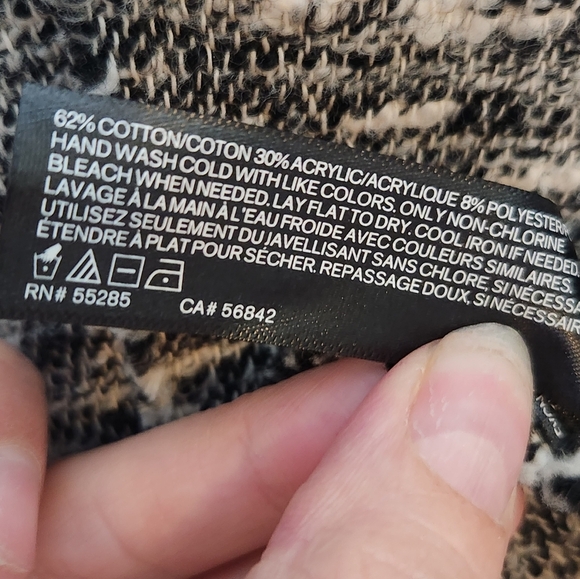 62% COTTON/COTON 30% ACRYLIC/ACRYLIQUE 8% POLYESTER
HAND WASH COLD WITH LIKE COLORS. ONLY NON-CHLORINE
BLEACH WHEN NEEDED. LAY FLAT TO DRY. COOL IRON IF NEEDED.
LAVAGE À LA MAIN À L'EAU FROIDE AVEC COULEURS SIMILAIRES.
UTILISEZ SEULEMENT DU JAVELLISANT SANS CHLORE, SI NÉCESSA
ÉTENDRE À PLAT POUR SÉCHER. REPASSAGE DOUX, SI NÉCESSAIR
RN# 55285 CA# 56842